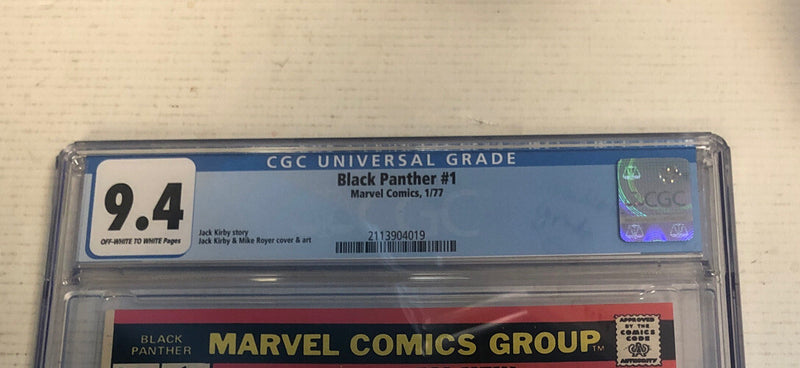 CGC UNIVERSAL GRADE
9.4
OFF-WHITE TO WHITE Pages
Black Panther #1
Marvel Comics, 1/77
Jack Kirby story
Jack Kirby & Mike Royer cover & art
2113904019
CGC
CGC
BLACK
PANTHER
MARVEL COMICS GROUP
TM
APPROVED
BY THE
COMICS
CODE
AUTHORITY